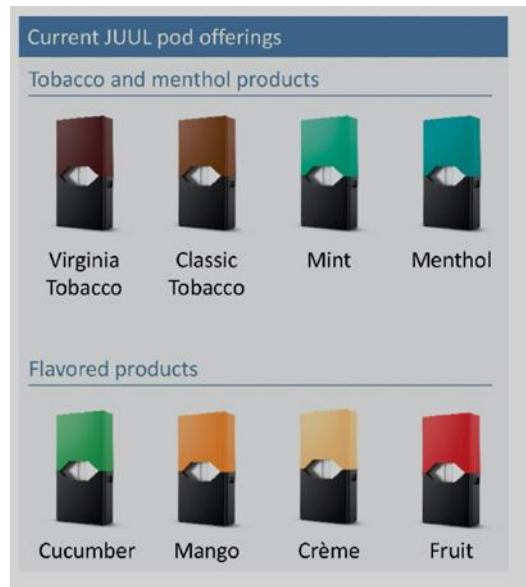 Current JUUL pod offerings
Tobacco and menthol products
Virginia Tobacco
Classic Tobacco
Mint
Menthol
Flavored products
Cucumber
Mango
Crème
Fruit